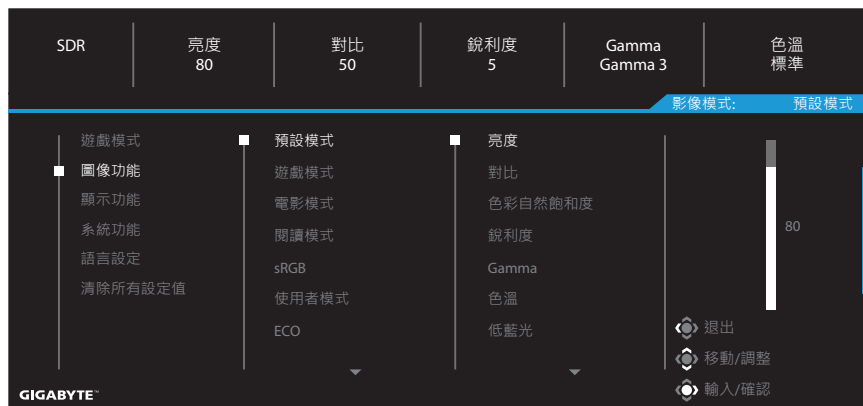 SDR
亮度
80
對比
50
銳利度
5
Gamma
Gamma 3
色溫
標準
影像模式: 預設模式
遊戲模式
圖像功能
顯示功能
系統功能
語言設定
清除所有設定值
預設模式
遊戲模式
電影模式
閱讀模式
sRGB
使用者模式
ECO
亮度
對比
色彩自然飽和度
銳利度
Gamma
色溫
低藍光
80
退出
移動/調整
輸入/確認
GIGABYTE™